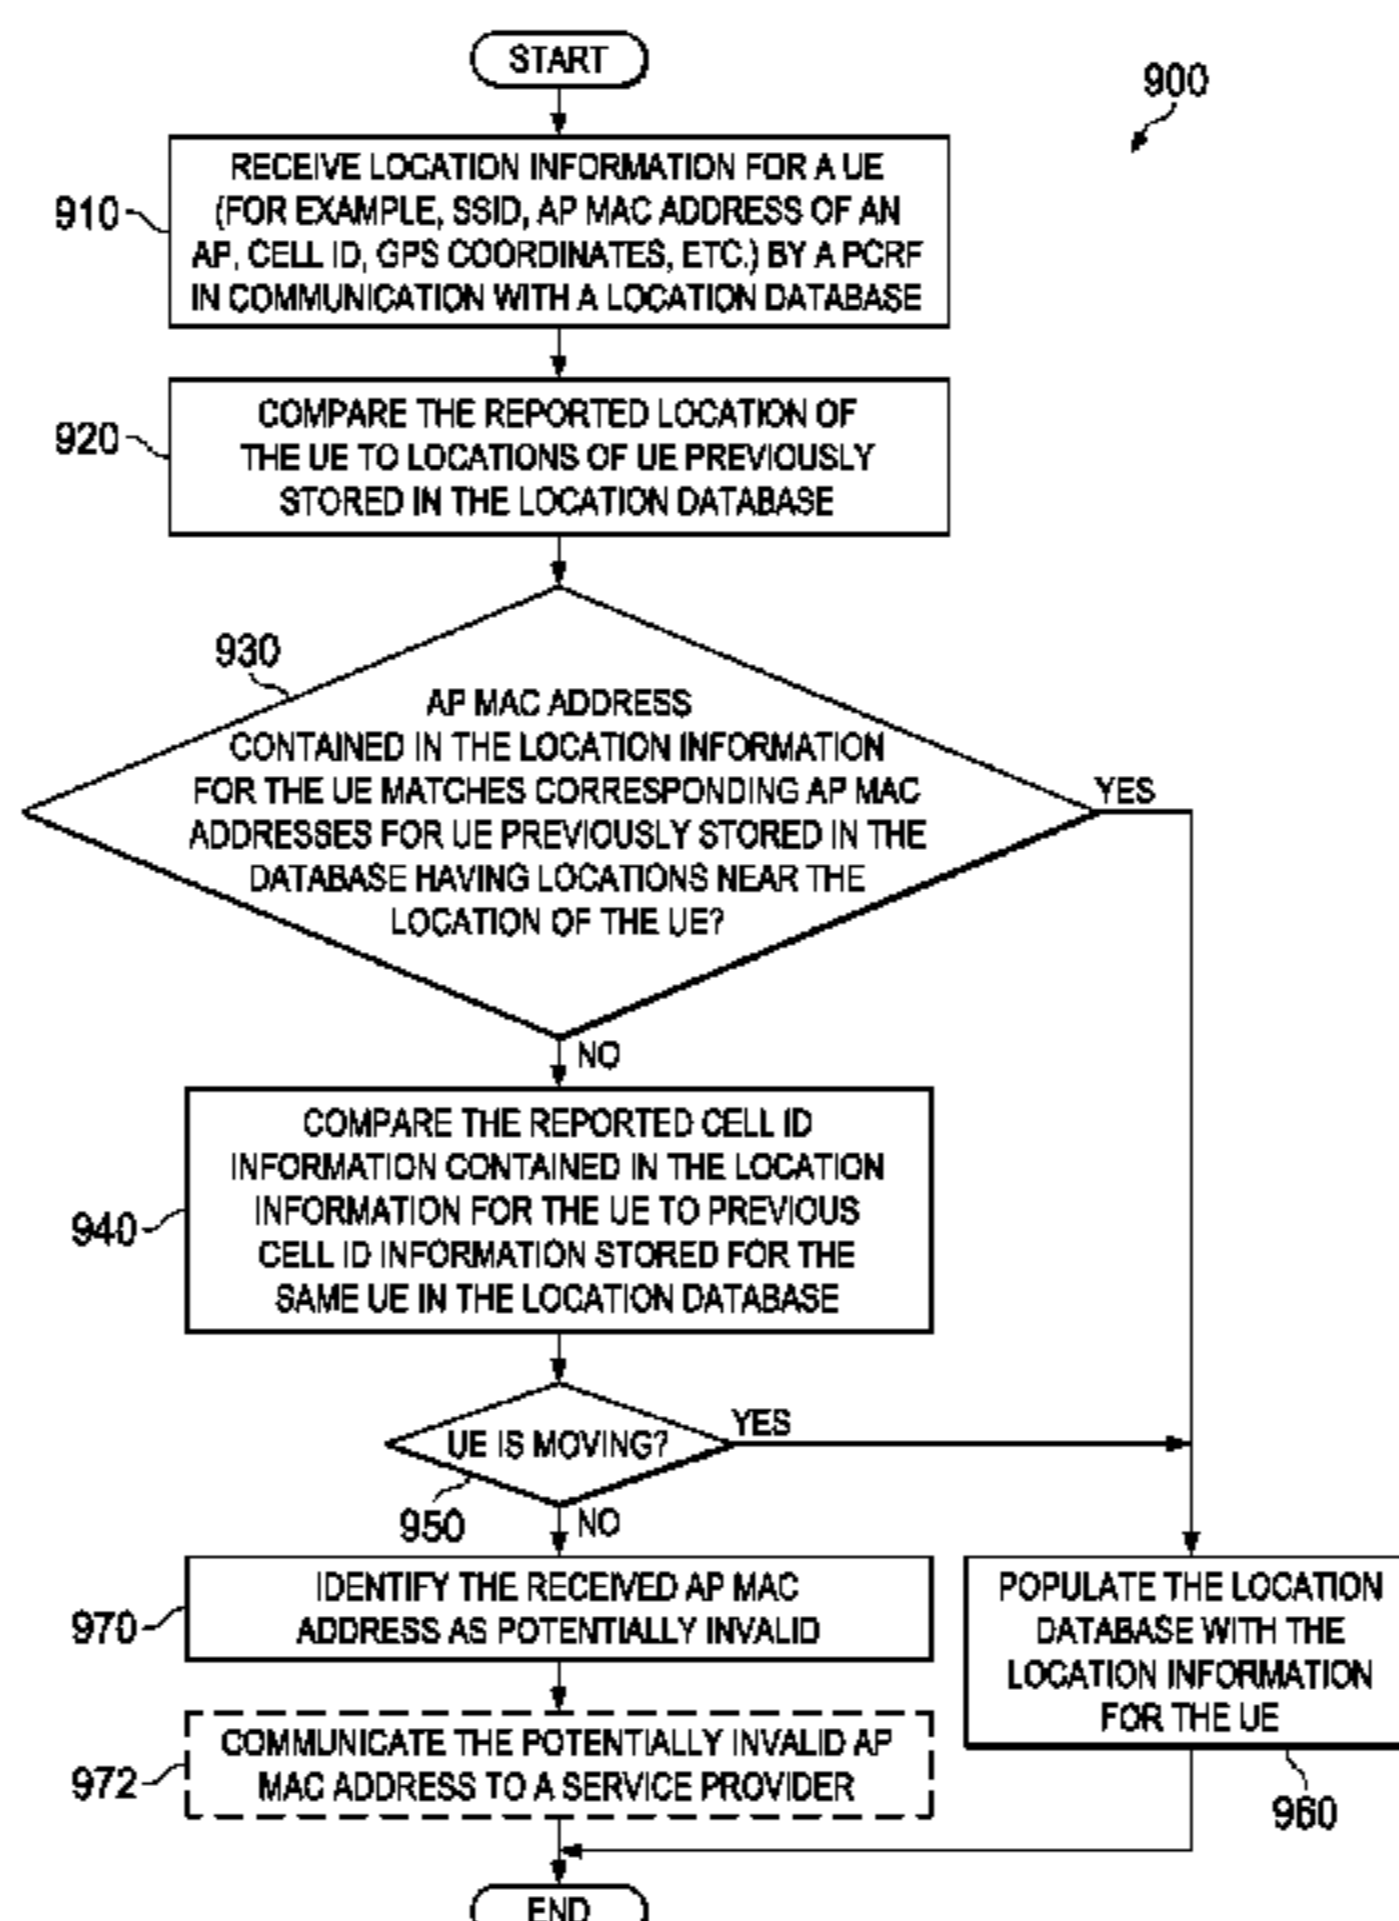 START
900
910
RECEIVE LOCATION INFORMATION FOR A UE
(FOR EXAMPLE, SSID, AP MAC ADDRESS OF AN
AP, CELL ID, GPS COORDINATES, ETC.) BY A PCRF
IN COMMUNICATION WITH A LOCATION DATABASE
920
COMPARE THE REPORTED LOCATION OF
THE UE TO LOCATIONS OF UE PREVIOUSLY
STORED IN THE LOCATION DATABASE
930
AP MAC ADDRESS
CONTAINED IN THE LOCATION INFORMATION
FOR THE UE MATCHES CORRESPONDING AP MAC
ADDRESSES FOR UE PREVIOUSLY STORED IN THE
DATABASE HAVING LOCATIONS NEAR THE
LOCATION OF THE UE?
YES
NO
940
COMPARE THE REPORTED CELL ID
INFORMATION CONTAINED IN THE LOCATION
INFORMATION FOR THE UE TO PREVIOUS
CELL ID INFORMATION STORED FOR THE
SAME UE IN THE LOCATION DATABASE
UE IS MOVING?
YES
950
NO
970
IDENTIFY THE RECEIVED AP MAC
ADDRESS AS POTENTIALLY INVALID
POPULATE THE LOCATION
DATABASE WITH THE
LOCATION INFORMATION
FOR THE UE
960
972
COMMUNICATE THE POTENTIALLY INVALID AP
MAC ADDRESS TO A SERVICE PROVIDER
END